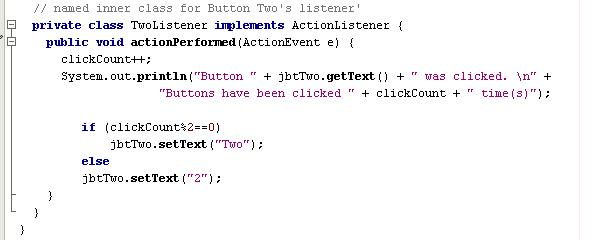 // named inner class for Button Two's listener'
private class TwoListener implements ActionListener {
public void actionPerformed(ActionEvent e) {
clickCount++;
System.out.println("Button " + jbtTwo.getText() + " was clicked. \n" +
"Buttons have been clicked " + clickCount + " time(s)");
if (clickCount%2==0)
jbtTwo.setText("Two");
else
jbtTwo.setText("2");
}
}
}